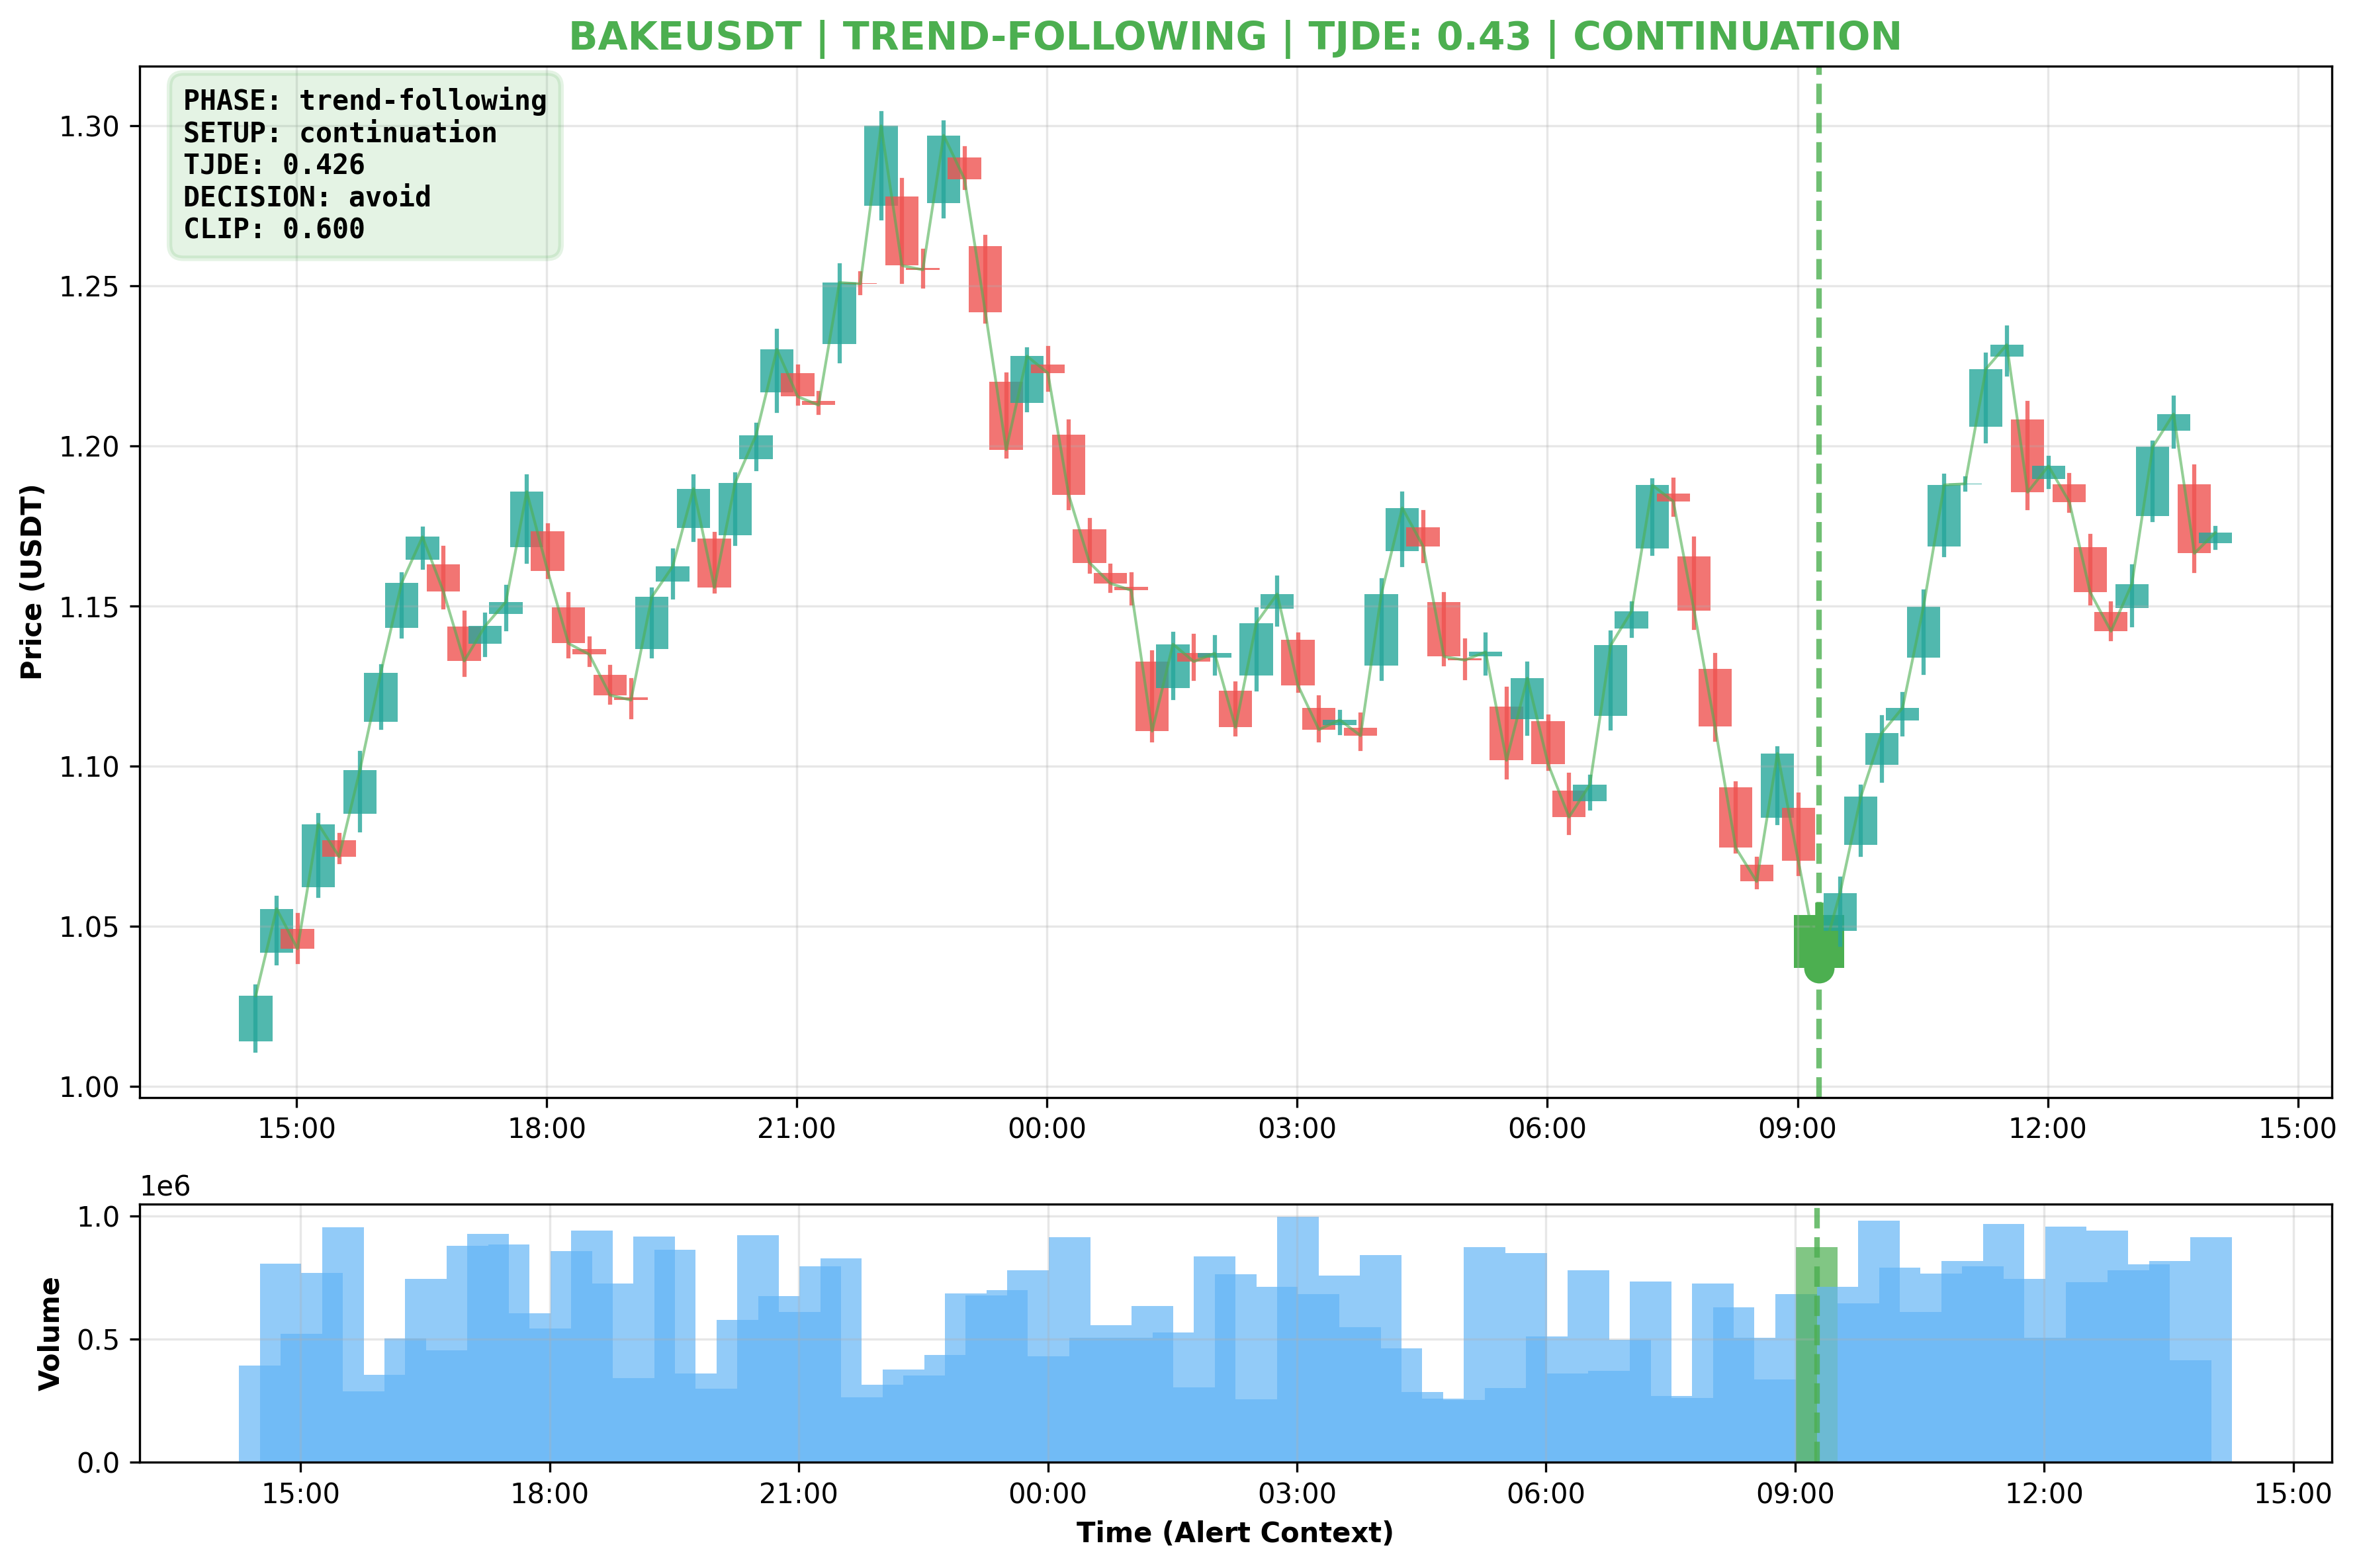 BAKEUSDT | TREND-FOLLOWING | TJDE: 0.43 | CONTINUATION
PHASE: trend-following
SETUP: continuation
TJDE: 0.426
DECISION: avoid
CLIP: 0.600
Price (USDT)
1.30
1.25
1.20
1.15
1.10
1.05
1.00
15:00 18:00 21:00 00:00 03:00 06:00 09:00 12:00 15:00
1e6
Volume
1.0
0.5
0.0
15:00 18:00 21:00 00:00 03:00 06:00 09:00 12:00 15:00
Time (Alert Context)